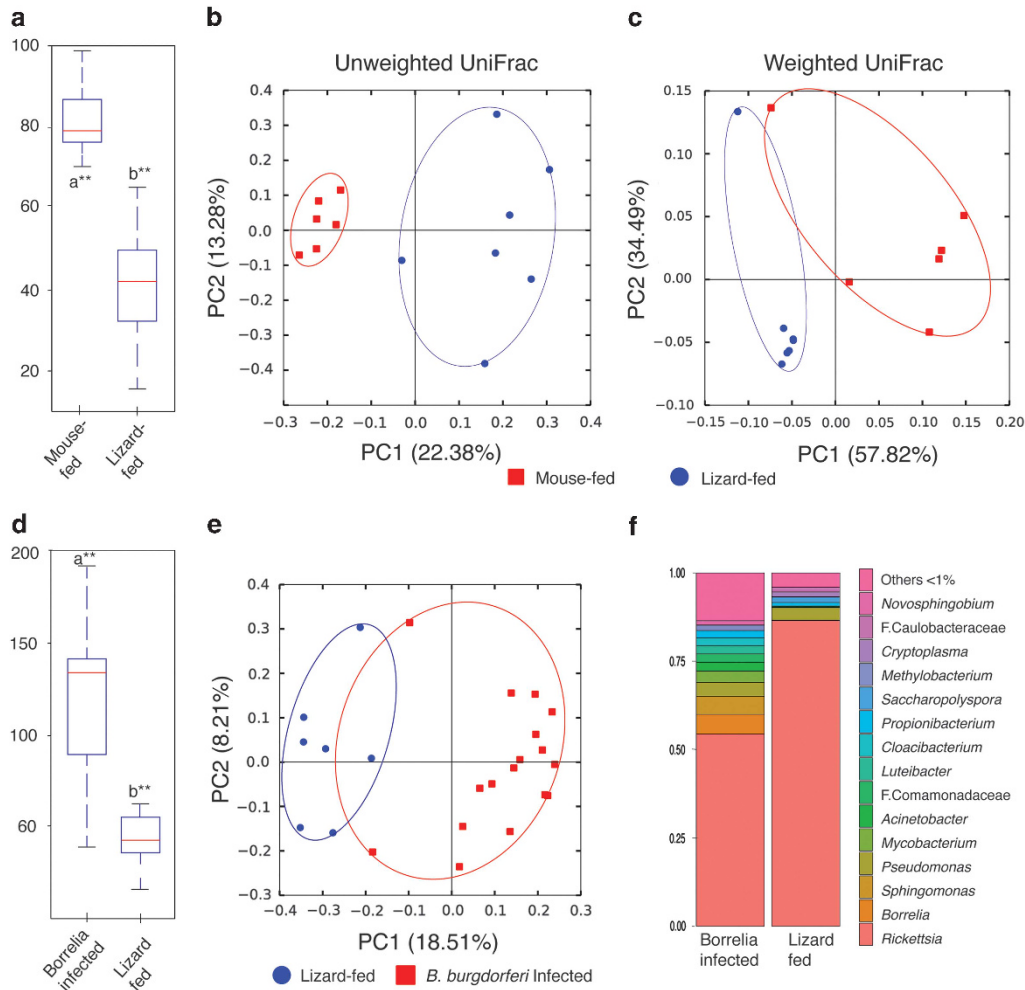 a
100
80
60
40
20
a**
b**
Mouse-
fed
Lizard-
fed
b
Unweighted UniFrac
PC2 (13.28%)
0.4
0.3
0.2
0.1
0.0
−0.1
−0.2
−0.3
−0.4
−0.3 −0.2 −0.1 0.0 0.1 0.2 0.3 0.4
PC1 (22.38%)
c
Weighted UniFrac
PC2 (34.49%)
0.15
0.10
0.05
0.00
−0.05
−0.10
−0.15 −0.10 −0.05 0.00 0.05 0.10 0.15 0.20
PC1 (57.82%)
Mouse-fed
Lizard-fed
d
200
150
100
60
a**
b**
Borrelia
infected
Lizard
fed
e
PC2 (8.21%)
0.4
0.3
0.2
0.1
0.0
−0.1
−0.2
−0.3
−0.4 −0.3 −0.2 −0.1 0.0 0.1 0.2 0.3
PC1 (18.51%)
Lizard-fed
B. burgdorferi Infected
f
1.00
0.75
0.50
0.25
0.00
Borrelia
infected
Lizard
fed
Others <1%
Novosphingobium
F.Caulobacteraceae
Cryptoplasma
Methylobacterium
Saccharopolyspora
Propionibacterium
Cloacibacterium
Luteibacter
F.Comamonadaceae
Acinetobacter
Mycobacterium
Pseudomonas
Sphingomonas
Borrelia
Rickettsia